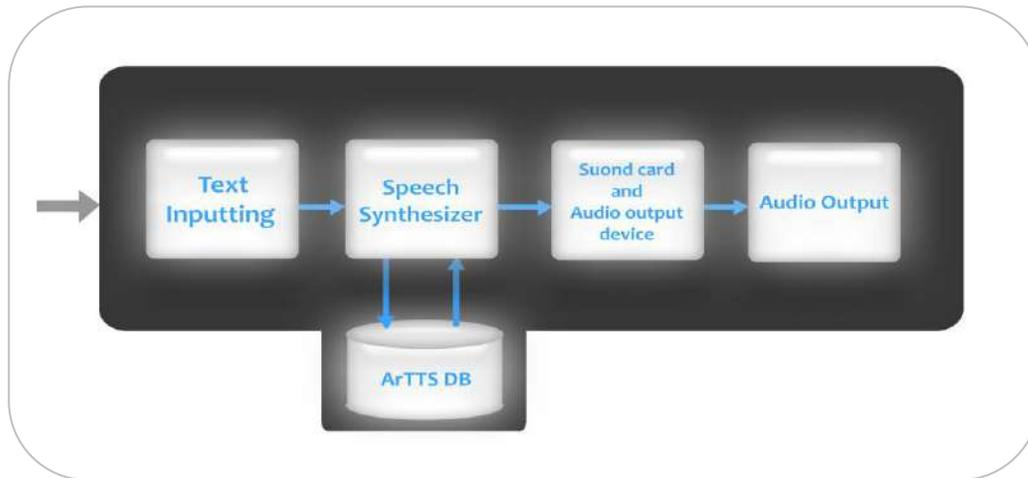 Text
Inputting
Speech
Synthesizer
Suond card
and
Audio output
device
Audio Output
ArTTS DB